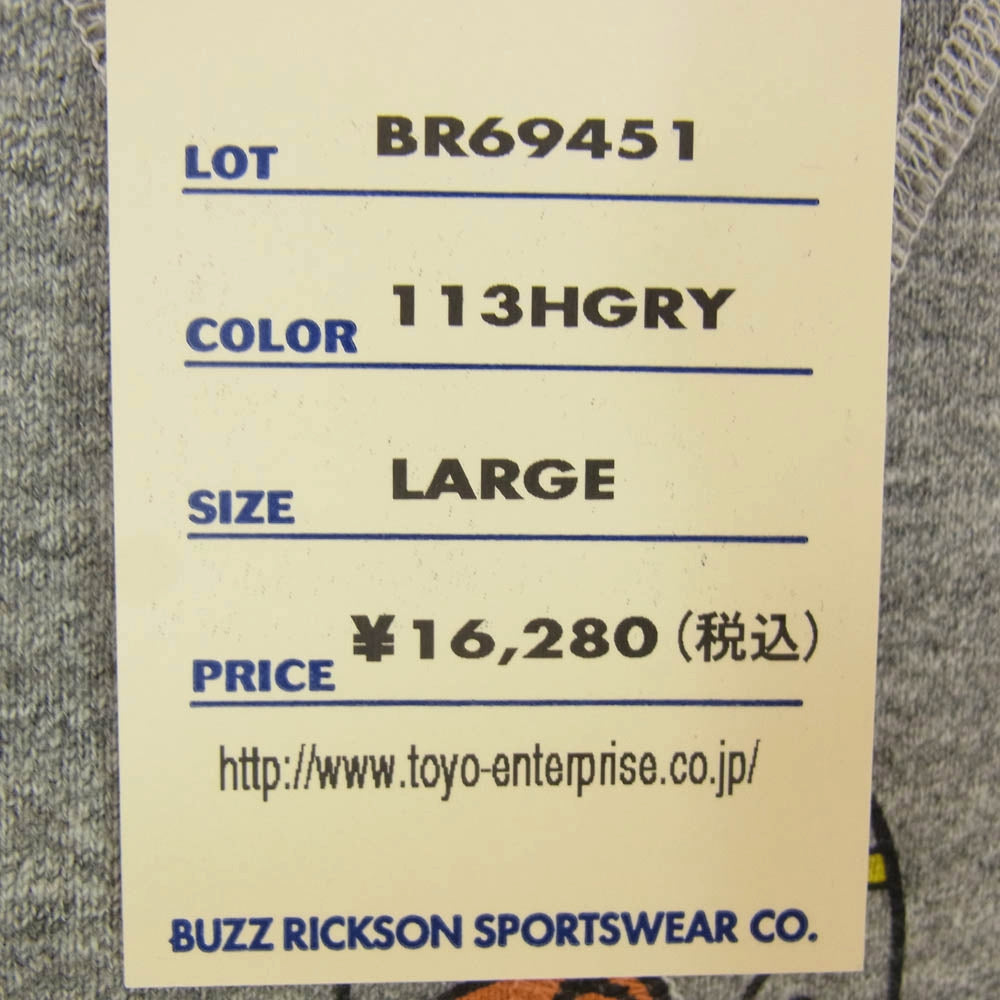 LOT BR69451
COLOR 113HGRY
SIZE LARGE
PRICE ¥16,280(税込)
http://www.toyo-enterprise.co.jp/
BUZZ RICKSON SPORTSWEAR CO.